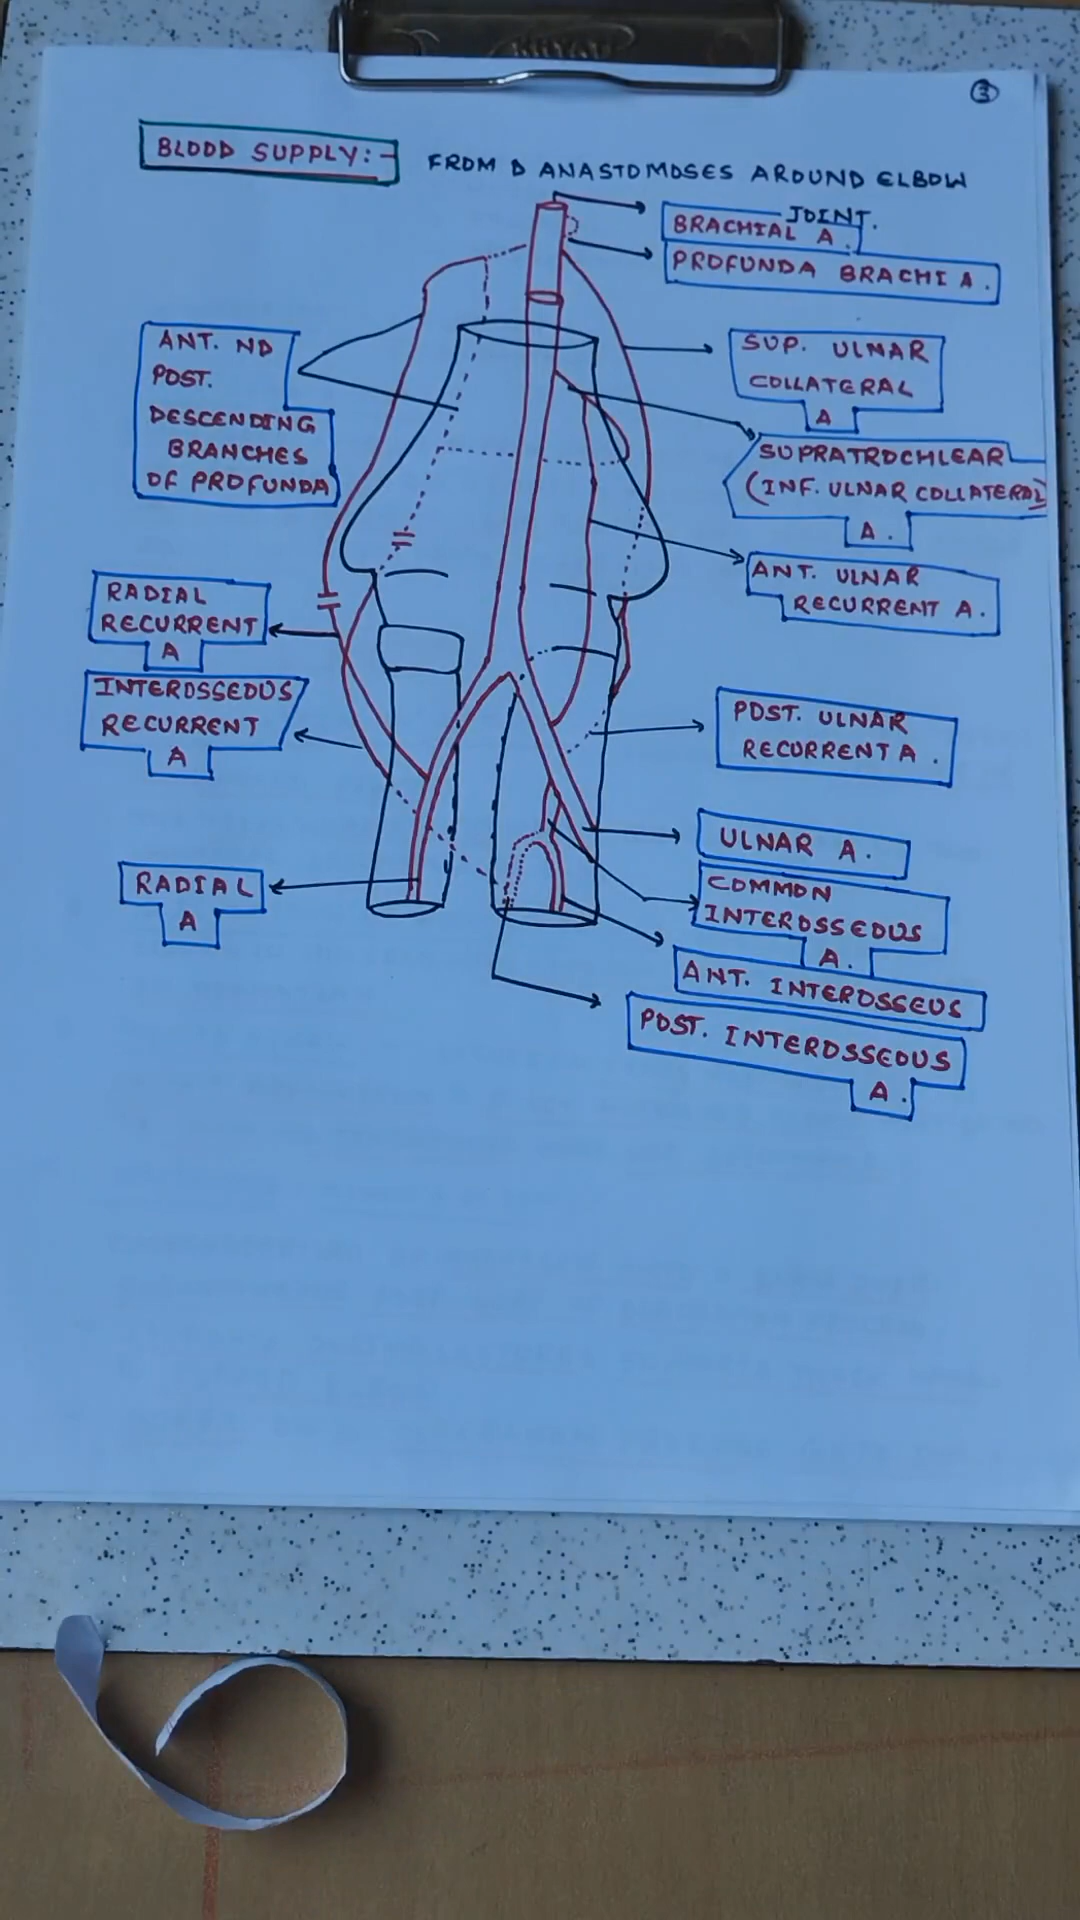 3
BLOOD SUPPLY:- FROM D ANASTOMOSES AROUND ELBOW
JOINT.
BRACHIAL A.
PROFUNDA BRACHI A.
ANT. ND
POST.
DESCENDING
BRANCHES
OF PROFUNDA
SUP. ULNAR
COLLATERAL
A
SUPRATROCHLEAR
(INF. ULNAR COLLATERAL)
A.
ANT. ULNAR
RECURRENT A.
RADIAL
RECURRENT
A
INTEROSSEOUS
RECURRENT
A
POST. ULNAR
RECURRENT A.
ULNAR A.
RADIAL
A
COMMON
INTEROSSEOUS
A.
ANT. INTEROSSEUS
POST. INTEROSSEOUS
A.